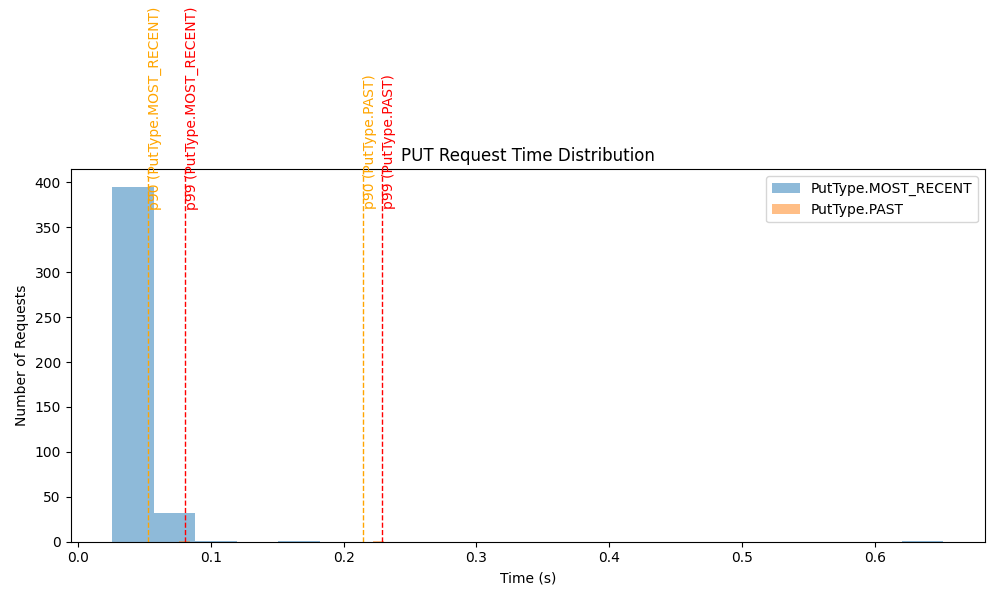 p90 (PutType.MOST_RECENT)
p99 (PutType.MOST_RECENT)
p90 (PutType.PAST)
p99 (PutType.PAST)
PUT Request Time Distribution
PutType.MOST_RECENT
PutType.PAST
Number of Requests
400
350
300
250
200
150
100
50
0
0.0 0.1 0.2 0.3 0.4 0.5 0.6
Time (s)